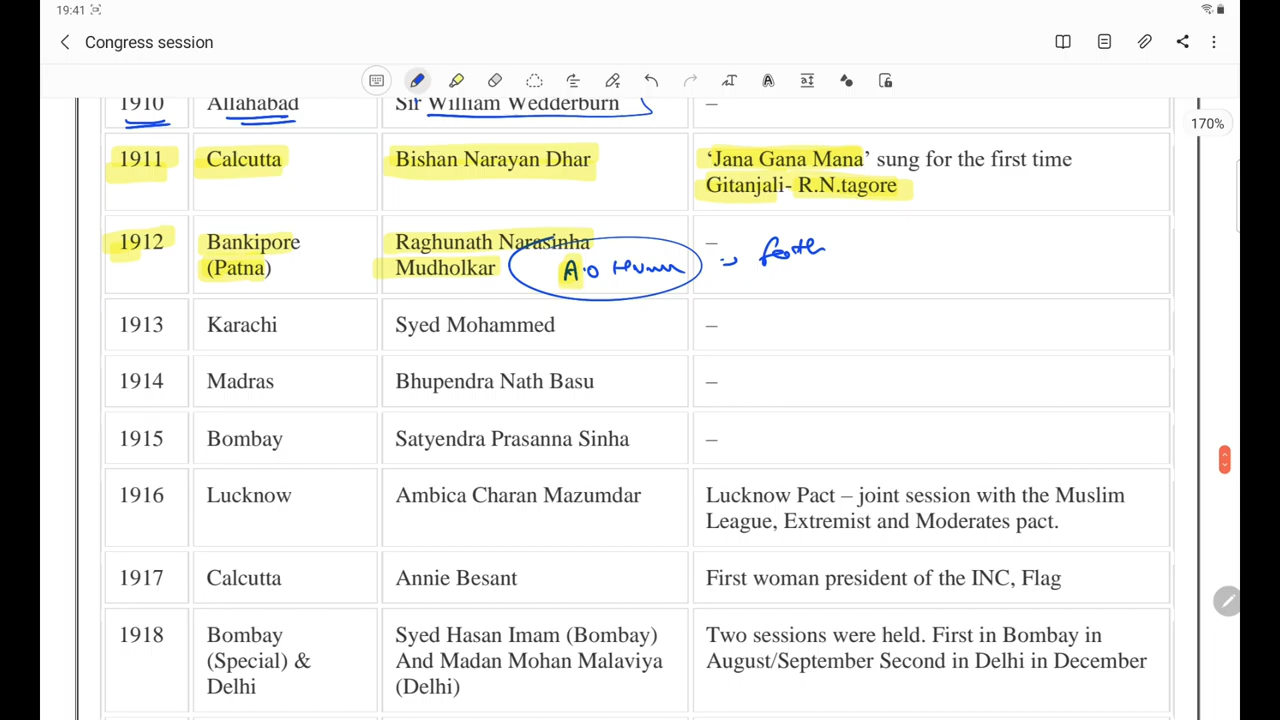 19:41
Congress session
170%
1910 Allahabad Sir William Wedderburn –
1911 Calcutta Bishan Narayan Dhar ‘Jana Gana Mana’ sung for the first time
Gitanjali- R.N.tagore
1912 Bankipore Raghunath Narasinha –
(Patna) Mudholkar A.O Hume
1913 Karachi Syed Mohammed –
1914 Madras Bhupendra Nath Basu –
1915 Bombay Satyendra Prasanna Sinha –
1916 Lucknow Ambica Charan Mazumdar Lucknow Pact – joint session with the Muslim
League, Extremist and Moderates pact.
1917 Calcutta Annie Besant First woman president of the INC, Flag
1918 Bombay Syed Hasan Imam (Bombay) Two sessions were held. First in Bombay in
(Special) & And Madan Mohan Malaviya August/September Second in Delhi in December
Delhi (Delhi)